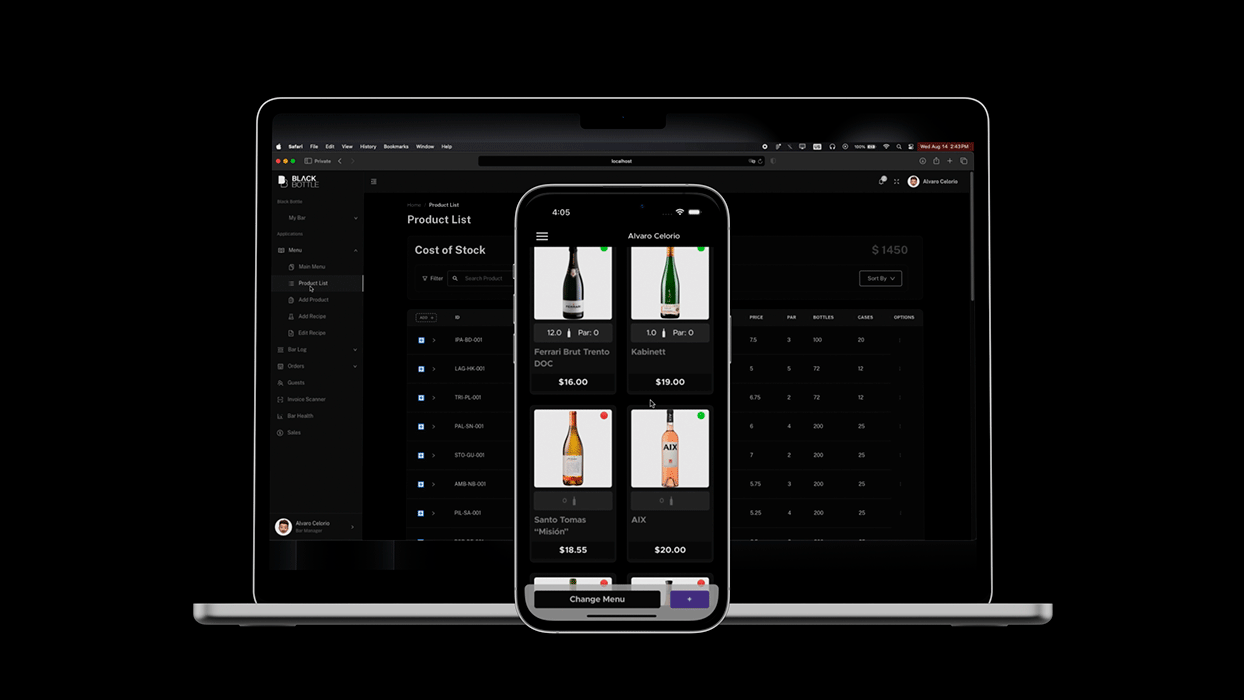 Safari File Edit View History Bookmarks Window Help
100%
Wed Aug 14 2:43PM
Private
localhost
BLACK
BOTTLE
Alvaro Celorio
Black Bottle
My Bar
Applications
Menu
Main Menu
Product List
Add Product
Add Recipe
Edit Recipe
Bar Log
Orders
Guests
Invoice Scanner
Bar Health
Sales
Alvaro Celorio
Bar Manager
Home / Product List
Product List
Cost of Stock
$ 1450
Filter
Search Product
Sort By
ID PRICE PAR BOTTLES CASES OPTIONS
IPA-BD-001 7.5 3 100 20
LAG-HK-001 5 5 72 12
TRI-PL-001 6.75 2 72 12
PAL-SN-001 6 4 200 25
STO-GU-001 7 2 200 25
AMB-NB-001 5.75 3 200 25
PIL-SA-001 5.25 4 200 25
4:05
Alvaro Celorio
12.0 Par: 0
Ferrari Brut Trento
DOC
$16.00
1.0 Par: 0
Kabinett
$19.00
0
Santo Tomas
“Misión”
$18.55
AIX
0
AIX
$20.00
Change Menu
+